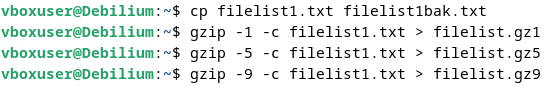 vboxuser@Debilium:~$ cp filelist1.txt filelist1bak.txt
vboxuser@Debilium:~$ gzip -1 -c filelist1.txt > filelist.gz1
vboxuser@Debilium:~$ gzip -5 -c filelist1.txt > filelist.gz5
vboxuser@Debilium:~$ gzip -9 -c filelist1.txt > filelist.gz9